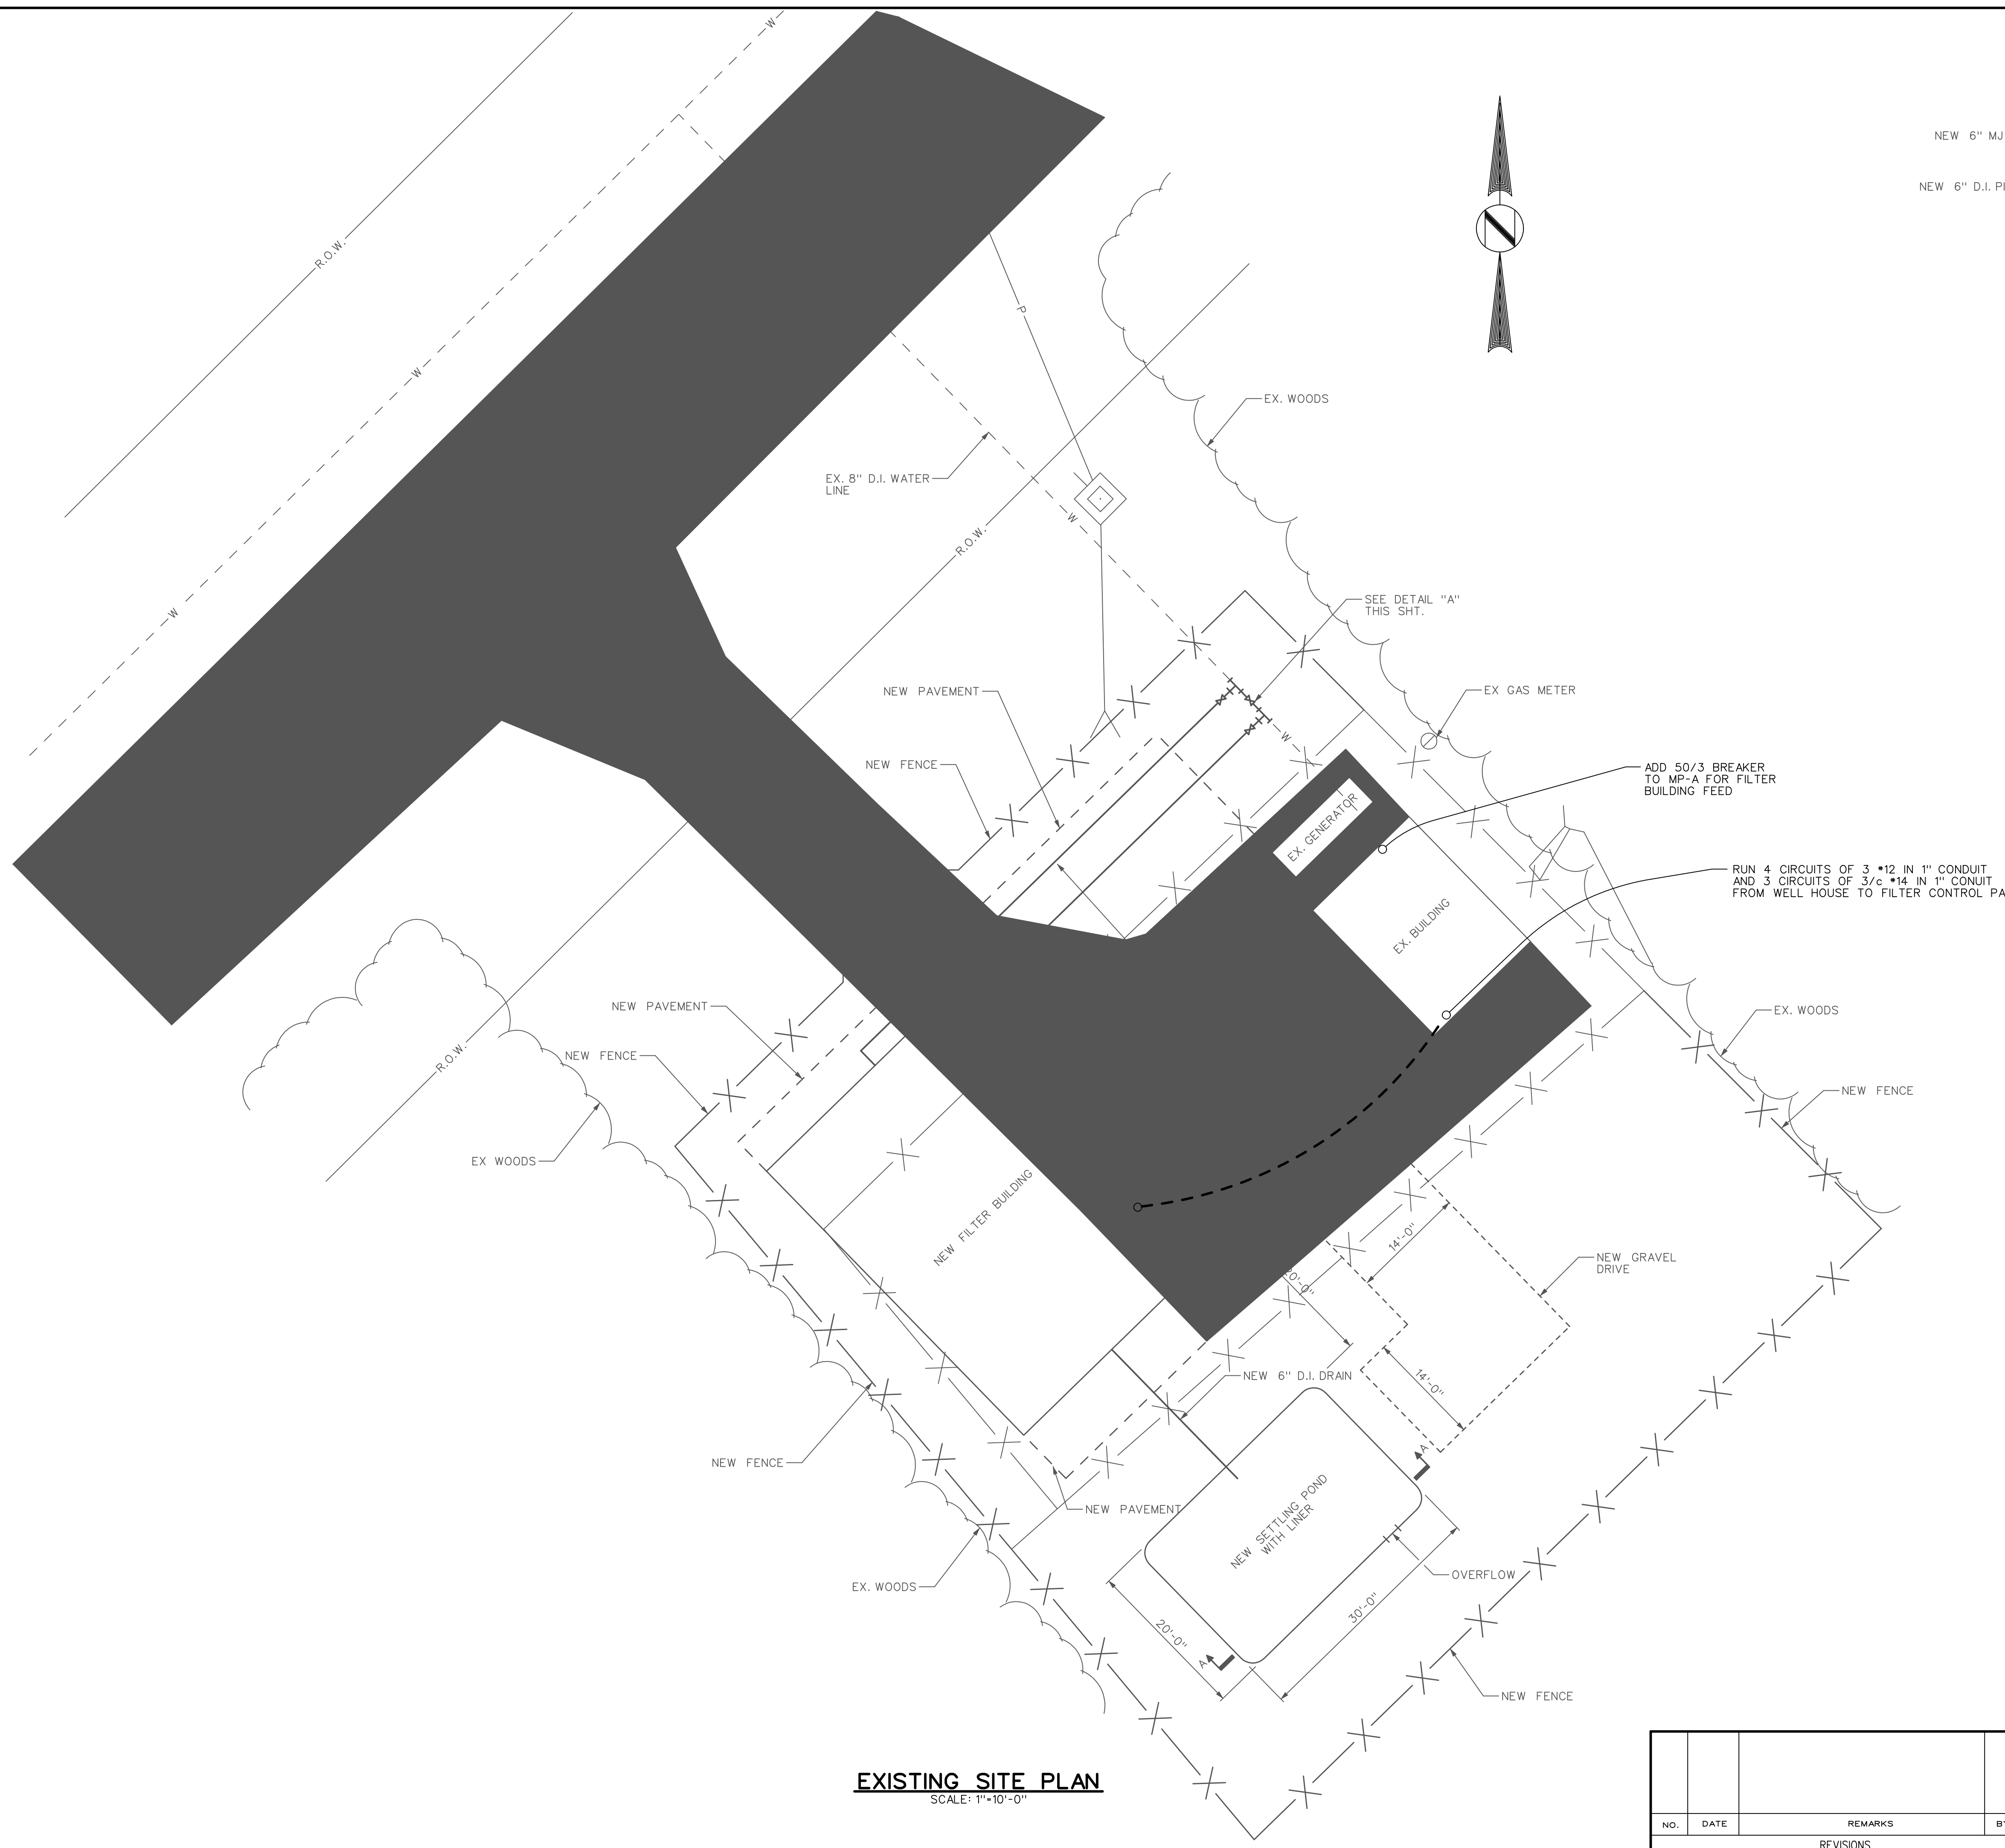 W
NEW 6" MJ
NEW 6" D.I. PI
R.O.W.
P
W
EX. WOODS
EX. 8" D.I. WATER
LINE
W
R.O.W.
SEE DETAIL "A"
THIS SHT.
W
NEW PAVEMENT
EX GAS METER
W
NEW FENCE
ADD 50/3 BREAKER
TO MP-A FOR FILTER
BUILDING FEED
EX. GENERATOR
RUN 4 CIRCUITS OF 3 #12 IN 1" CONDUIT
AND 3 CIRCUITS OF 3/c #14 IN 1" CONUIT
FROM WELL HOUSE TO FILTER CONTROL PA
EX. BUILDING
NEW PAVEMENT
EX. WOODS
NEW FENCE
R.O.W.
NEW FENCE
EX WOODS
NEW FILTER BUILDING
14'-0"
NEW GRAVEL
DRIVE
20'-0"
NEW 6" D.I. DRAIN
14'-0"
A
NEW FENCE
NEW PAVEMENT
NEW SETTLING POND
WITH LINER
OVERFLOW
EX. WOODS
30'-0"
20'-0"
A
NEW FENCE
EXISTING SITE PLAN
SCALE: 1"=10'-0"
NO. DATE REMARKS BY
REVISIONS